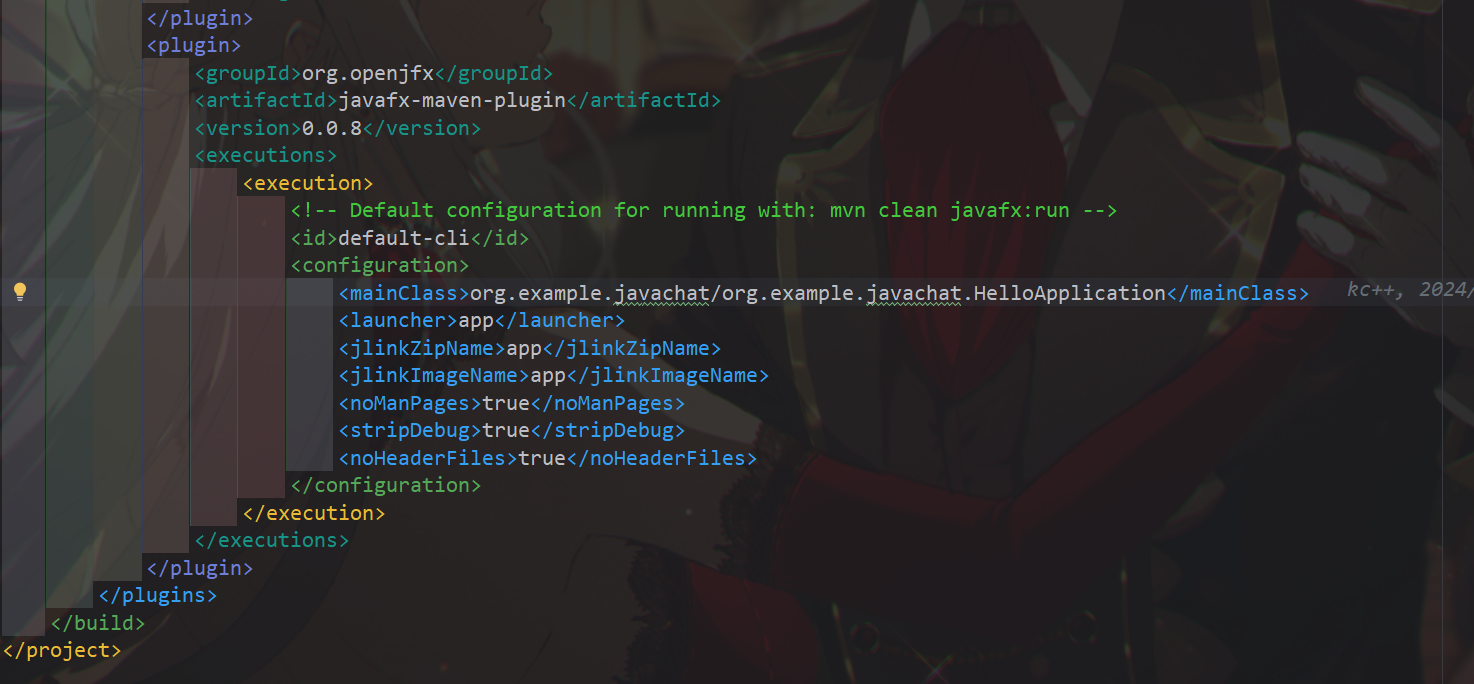 </plugin>
<plugin>
<groupId>org.openjfx</groupId>
<artifactId>javafx-maven-plugin</artifactId>
<version>0.0.8</version>
<executions>
<execution>
<!-- Default configuration for running with: mvn clean javafx:run -->
<id>default-cli</id>
<configuration>
<mainClass>org.example.javachat/org.example.javachat.HelloApplication</mainClass> kc++, 2024/
<launcher>app</launcher>
<jlinkZipName>app</jlinkZipName>
<jlinkImageName>app</jlinkImageName>
<noManPages>true</noManPages>
<stripDebug>true</stripDebug>
<noHeaderFiles>true</noHeaderFiles>
</configuration>
</execution>
</executions>
</plugin>
</plugins>
</build>
</project>